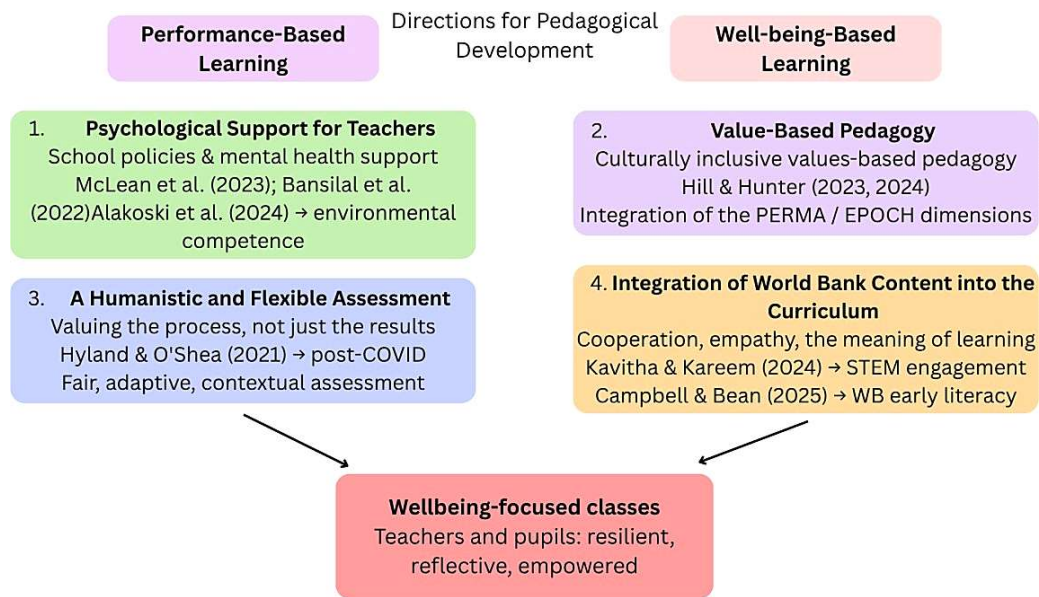 Directions for Pedagogical
Development
Performance-Based
Learning
Well-being-Based
Learning
1. Psychological Support for Teachers
School policies & mental health support
McLean et al. (2023); Bansilal et al.
(2022)Alakoski et al. (2024) → environmental
competence
2. Value-Based Pedagogy
Culturally inclusive values-based pedagogy
Hill & Hunter (2023, 2024)
Integration of the PERMA / EPOCH dimensions
3. A Humanistic and Flexible Assessment
Valuing the process, not just the results
Hyland & O'Shea (2021) → post-COVID
Fair, adaptive, contextual assessment
4. Integration of World Bank Content into the
Curriculum
Cooperation, empathy, the meaning of learning
Kavitha & Kareem (2024) → STEM engagement
Campbell & Bean (2025) → WB early literacy
Wellbeing-focused classes
Teachers and pupils: resilient,
reflective, empowered